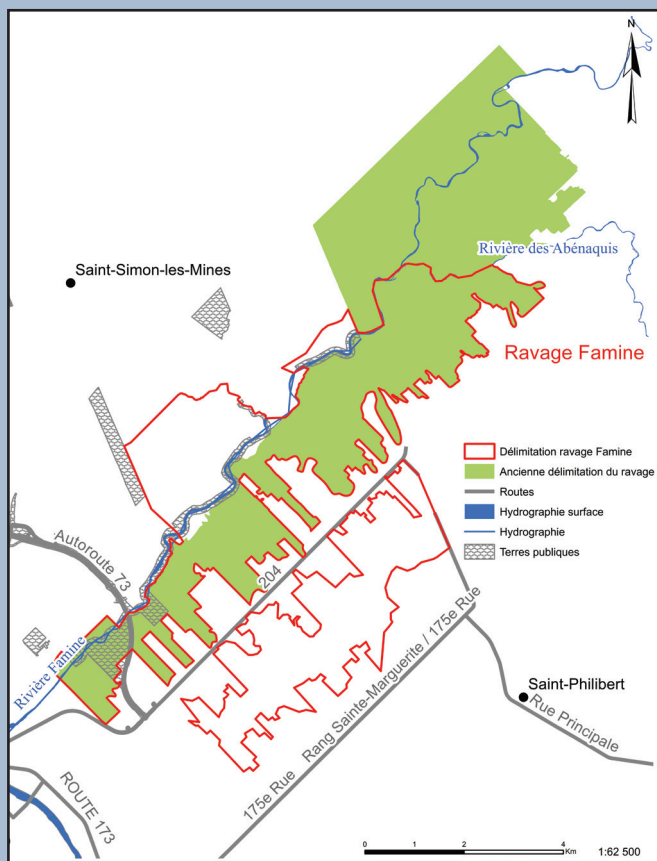 N
Rivière des Abénaquis
Saint-Simon-les-Mines
Ravage Famine
Délimitation ravage Famine
Ancienne délimitation du ravage
Routes
Hydrographie surface
Hydrographie
Terres publiques
Autoroute 73
204
Rivière Famine
175e Rue Rang Sainte-Marguerite / 175e Rue
Saint-Philibert
Rue Principale
ROUTE 173
0 1 2 4
Km
1:62 500